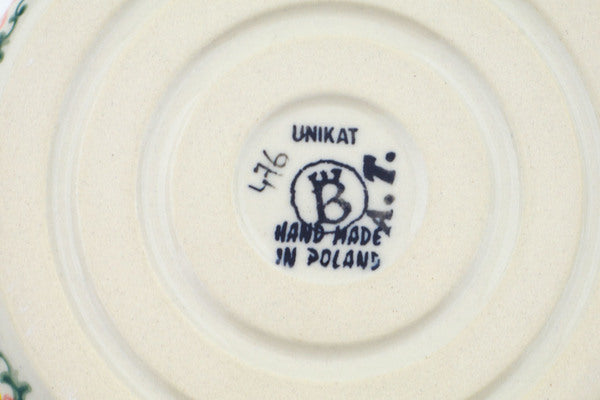 UNIKAT
476
B
A.T.
HAND MADE
IN POLAND